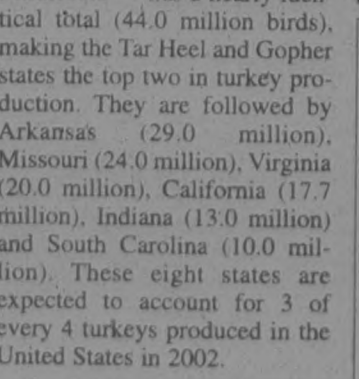 tical total (44.0 million birds),
making the Tar Heel and Gopher
states the top two in turkey pro-
duction. They are followed by
Arkansas (29.0 million),
Missouri (24.0 million), Virginia
(20.0 million), California (17.7
million), Indiana (13.0 million)
and South Carolina (10.0 mil-
lion). These eight states are
expected to account for 3 of
every 4 turkeys produced in the
United States in 2002.